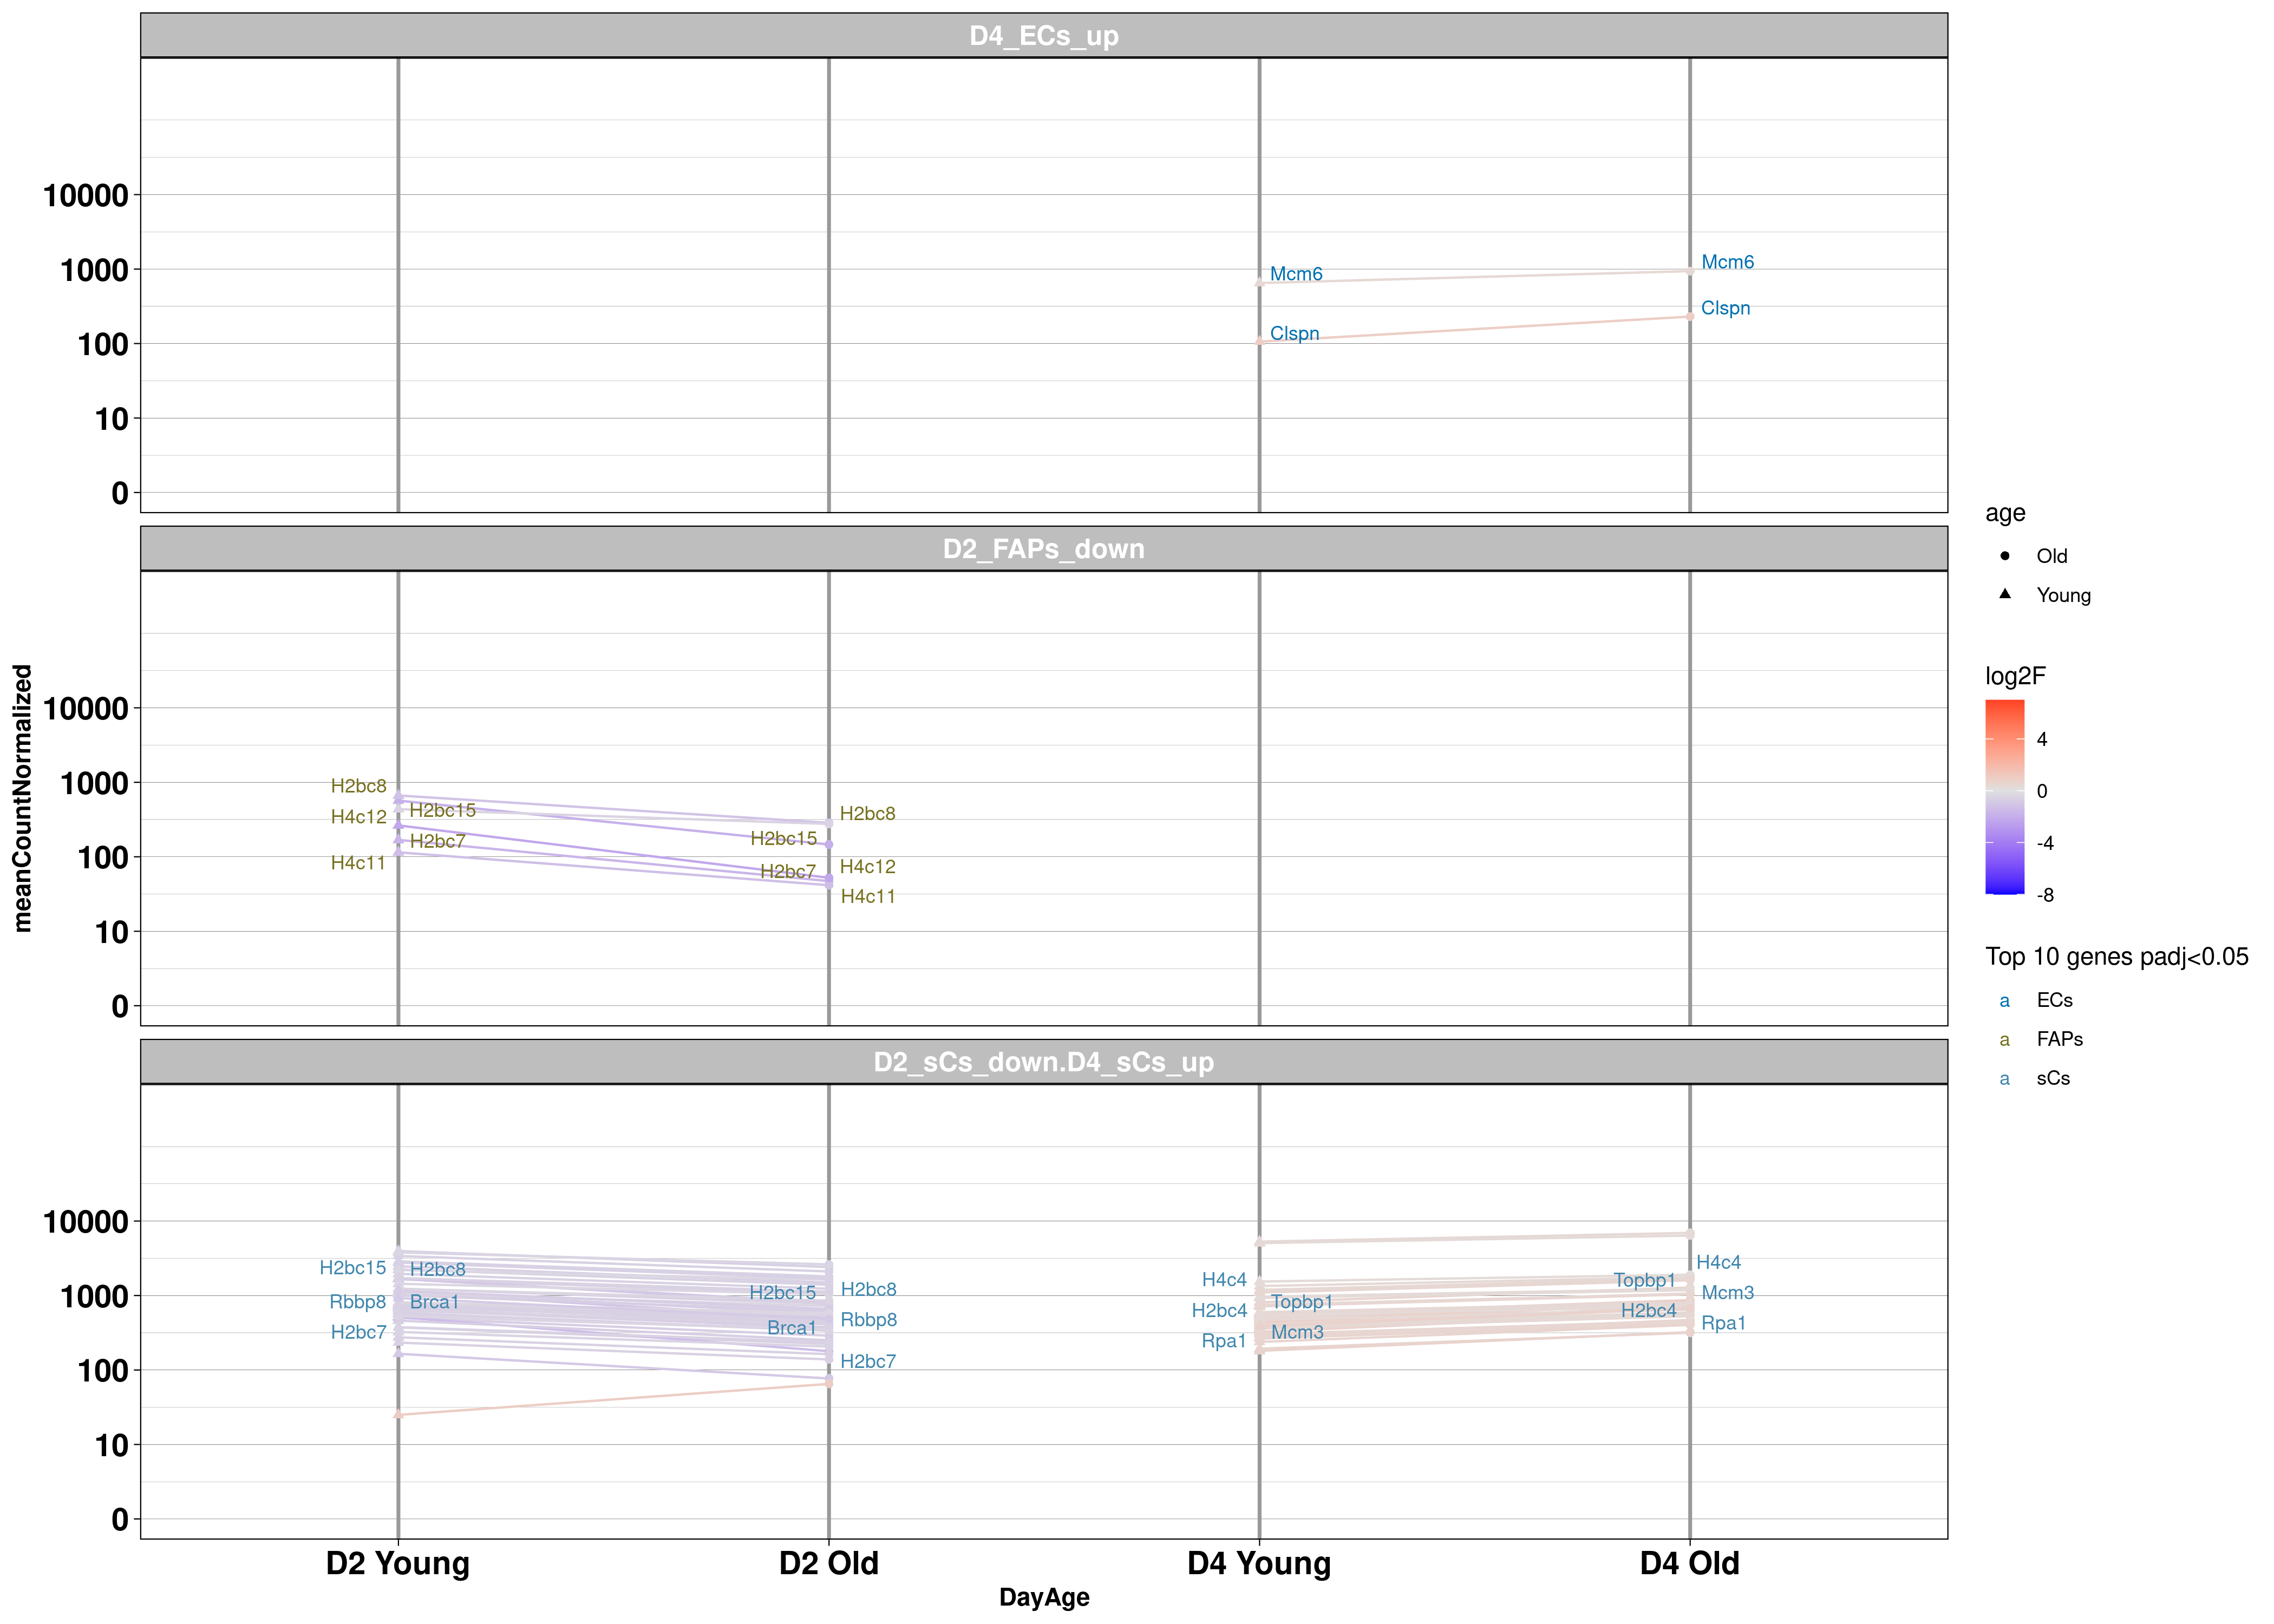 D4_ECs_up
10000
1000
100
10
0
Mcm6
Mcm6
Clspn
Clspn
D2_FAPs_down
10000
1000
100
10
0
H2bc8
H2bc15
H4c12
H2bc7
H4c11
H2bc8
H2bc15
H4c12
H2bc7
H4c11
D2_sCs_down.D4_sCs_up
10000
1000
100
10
0
H2bc15
H2bc8
Rbbp8
Brca1
H2bc7
H2bc8
H2bc15
Rbbp8
Brca1
H2bc7
H4c4
Topbp1
H2bc4
Mcm3
Rpa1
H4c4
Topbp1
Mcm3
H2bc4
Rpa1
D2 Young
D2 Old
D4 Young
D4 Old
DayAge
meanCountNormalized
age
Old
Young
log2F
4
0
-4
-8
Top 10 genes padj<0.05
a ECs
a FAPs
a sCs